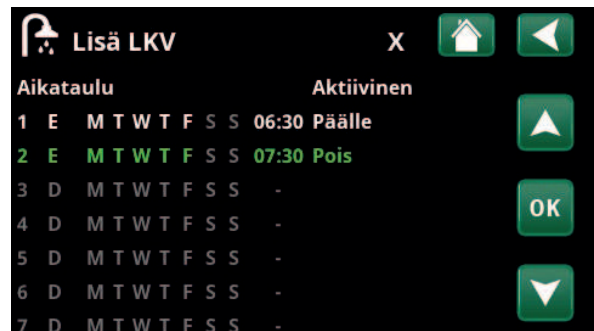 Lisä LKV X
Aikataulu Aktiivinen
1 E M T W T F S S 06:30 Päälle
2 E M T W T F S S 07:30 Pois
3 D M T W T F S S -
4 D M T W T F S S -
OK
5 D M T W T F S S -
6 D M T W T F S S -
7 D M T W T F S S